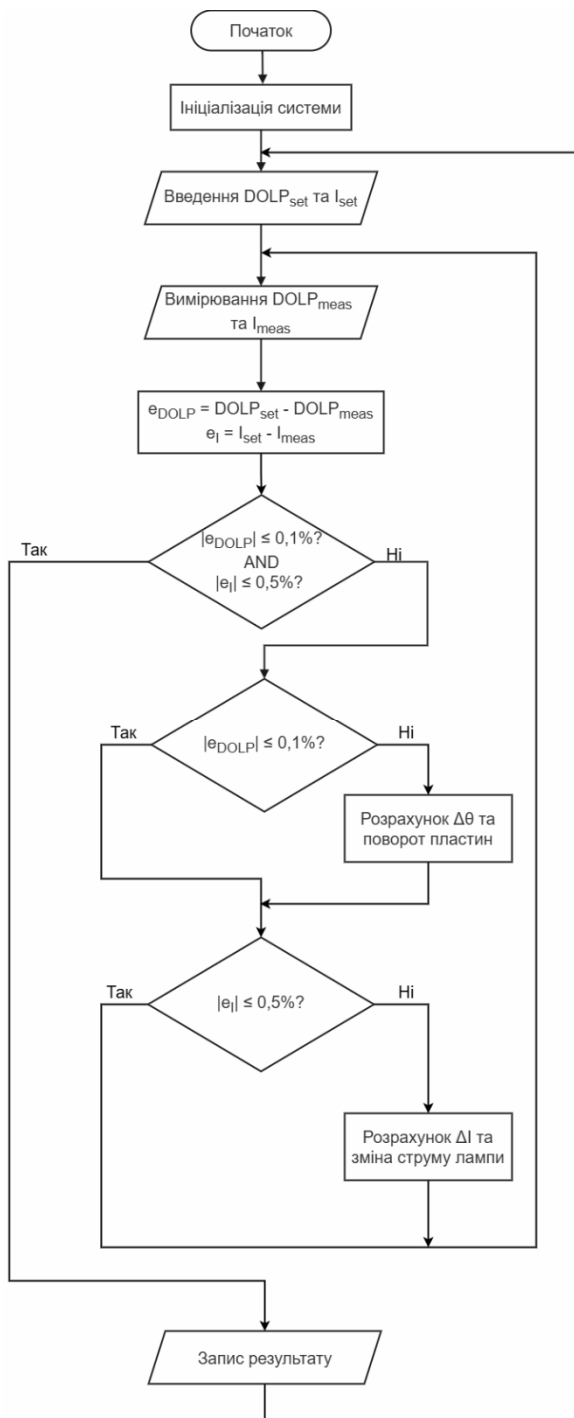 Початок
Ініціалізація системи
Введення DOLPset та Iset
Вимірювання DOLPmeas
та Imeas
eDOLP = DOLPset - DOLPmeas
eI = Iset - Imeas
|eDOLP| ≤ 0,1%?
AND
|eI| ≤ 0,5%?
Так
Ні
|eDOLP| ≤ 0,1%?
Так
Ні
Розрахунок Δθ та
поворот пластин
|eI| ≤ 0,5%?
Так
Ні
Розрахунок ΔI та
зміна струму лампи
Запис результату